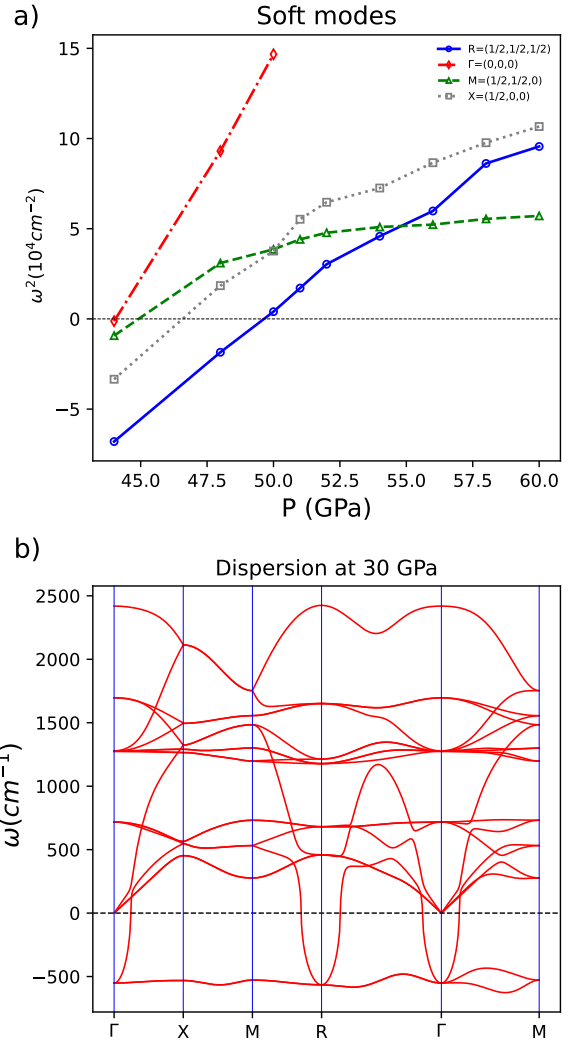 a)
Soft modes
R=(1/2,1/2,1/2)
Γ=(0,0,0)
M=(1/2,1/2,0)
X=(1/2,0,0)
ω²(10⁴cm⁻²)
15
10
5
0
−5
45.0 47.5 50.0 52.5 55.0 57.5 60.0
P (GPa)
b)
Dispersion at 30 GPa
ω(cm⁻¹)
2500
2000
1500
1000
500
0
−500
Γ X M R Γ M